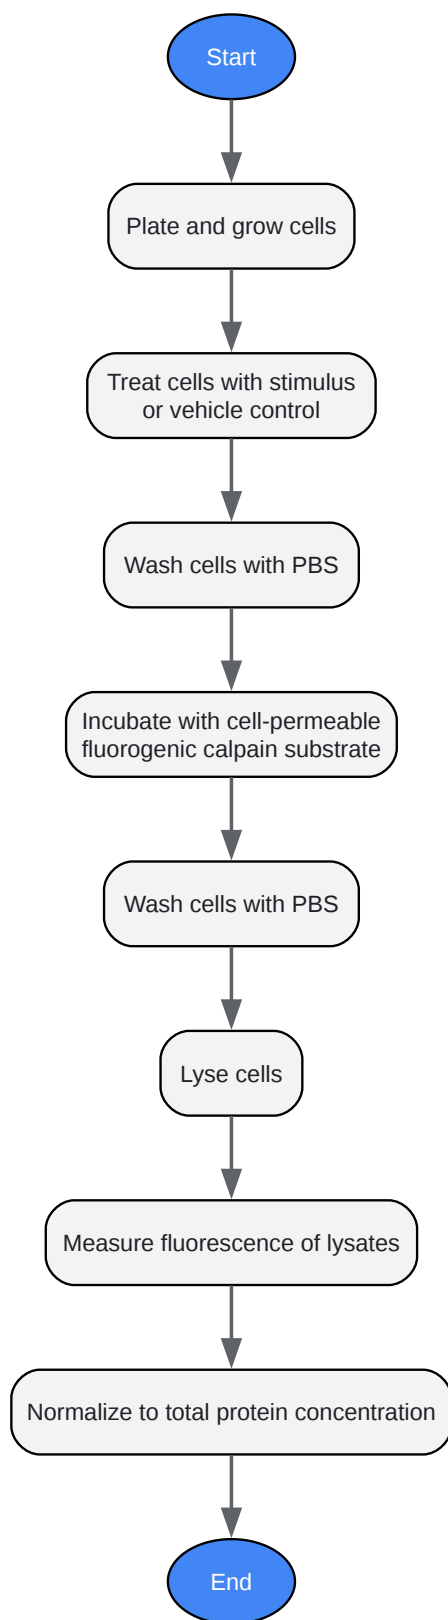 Start
Plate and grow cells
Treat cells with stimulus
or vehicle control
Wash cells with PBS
Incubate with cell-permeable
fluorogenic calpain substrate
Wash cells with PBS
Lyse cells
Measure fluorescence of lysates
Normalize to total protein concentration
End